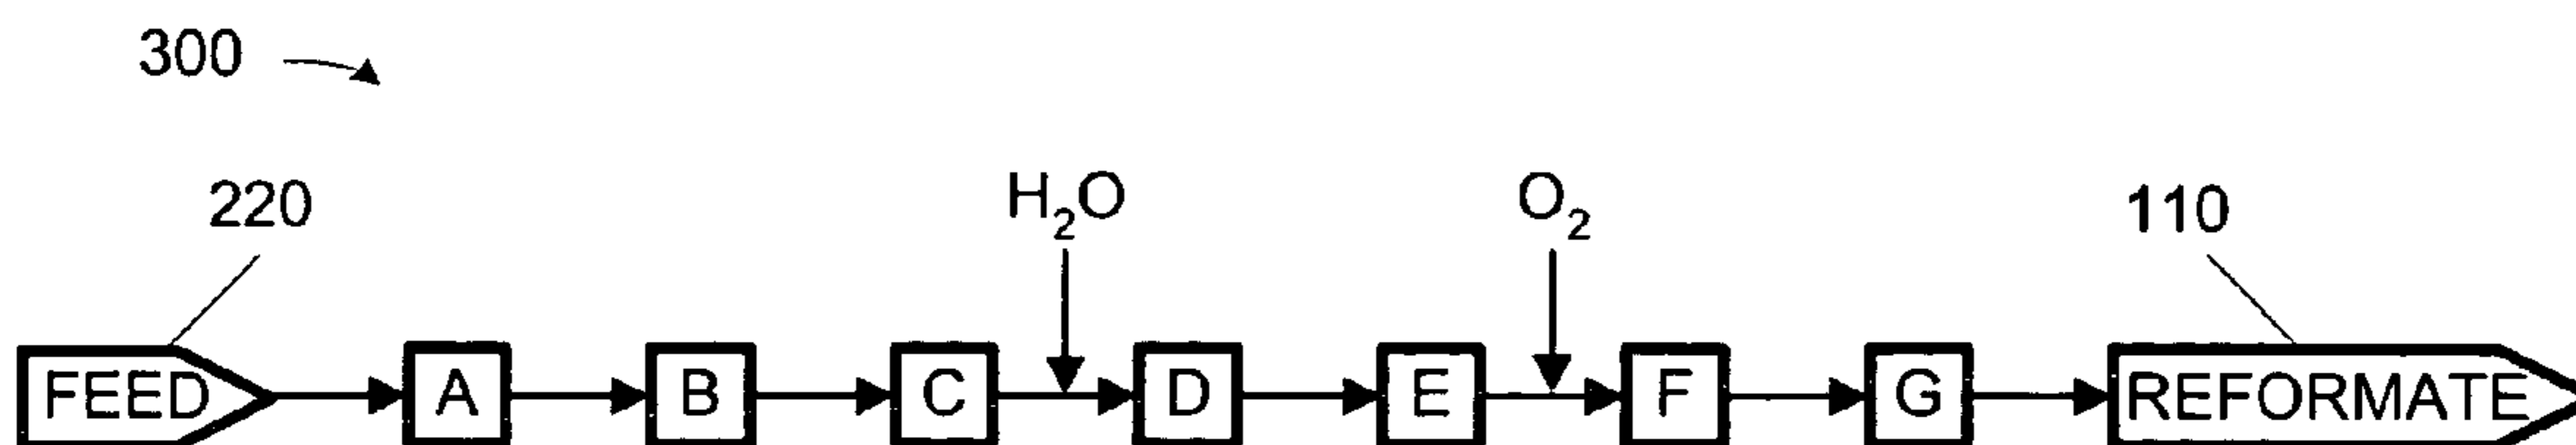 300
220 H₂O O₂ 110
FEED A B C D E F G REFORMATE